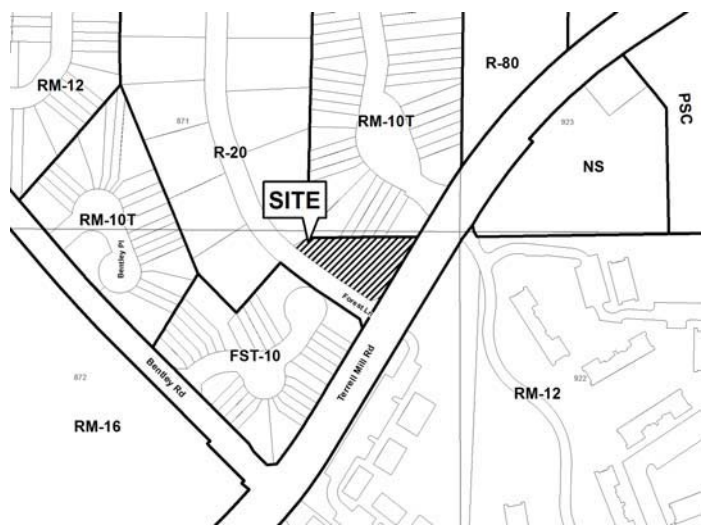 R-80
RM-12
PSC
871
RM-10T
923
R-20
NS
SITE
RM-10T
Bentley Pl
Forest Ln
FST-10
Terrell Mill Rd
Bentley Rd
872
922
RM-12
RM-16